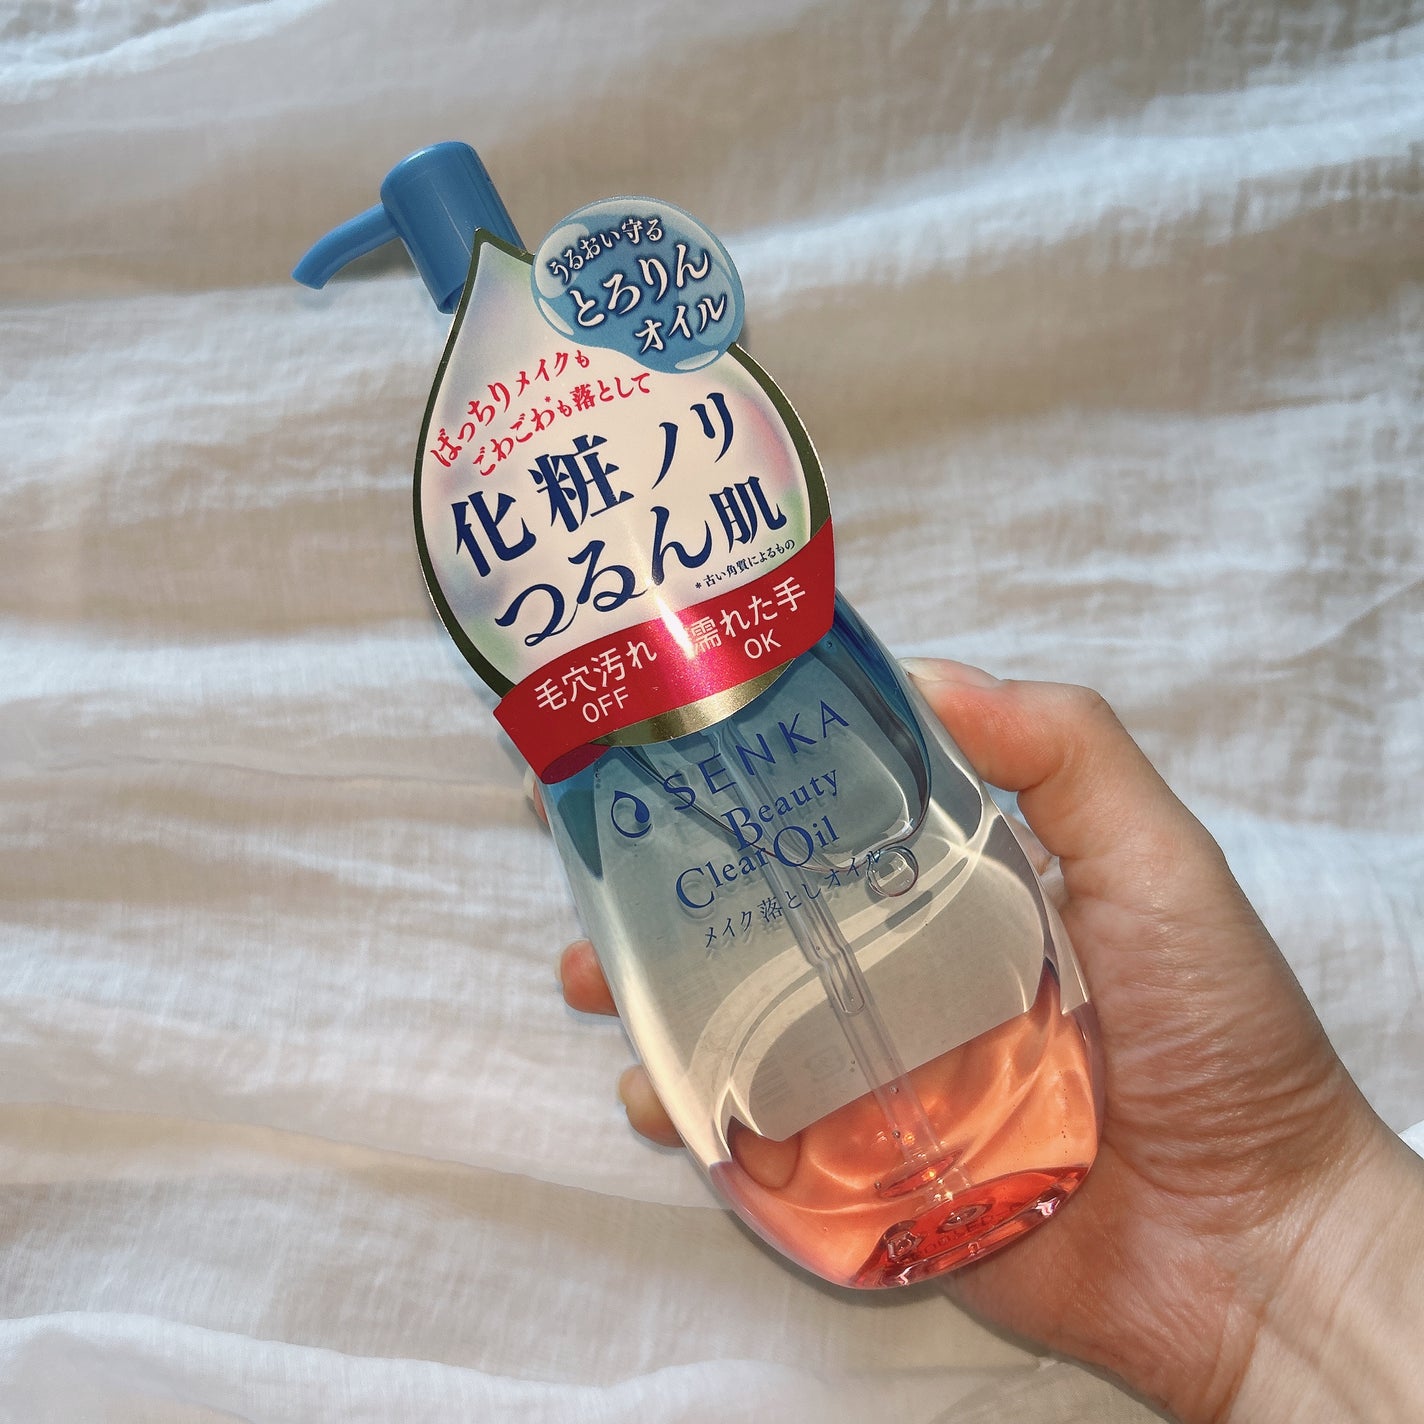 うるおい守る
とろりん
オイル
ばっちりメイクも
ごわごわ*も落として
化粧ノリ
つるん肌
*古い角質によるもの
毛穴汚れ
OFF
濡れた手
OK
SENKA
Beauty
ClearOil
メイク落としオイル